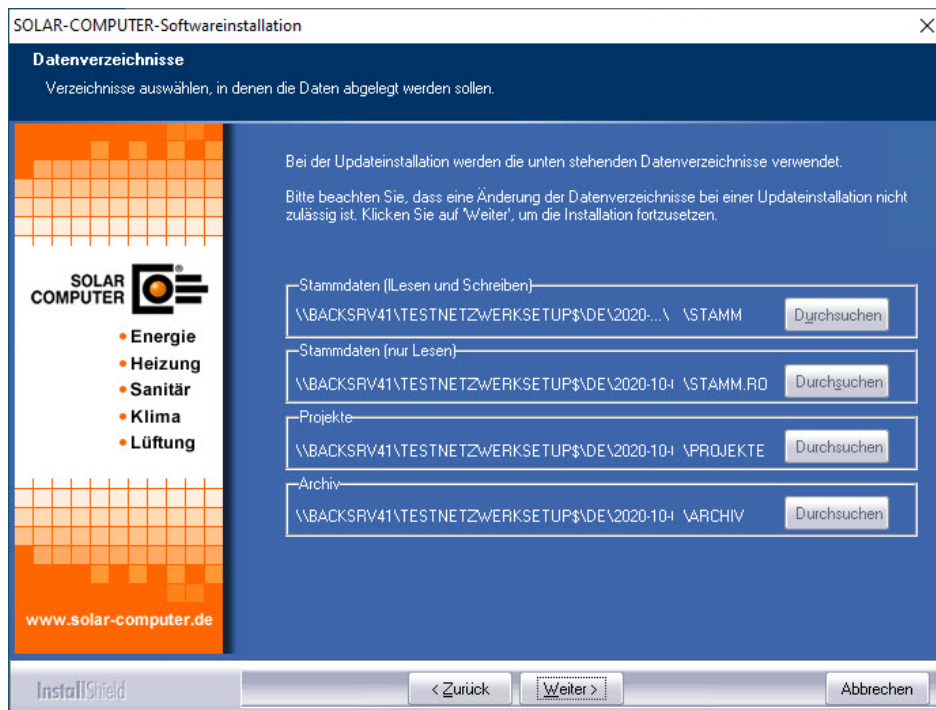 SOLAR-COMPUTER-Softwareinstallation
Datenverzeichnisse
Verzeichnisse auswählen, in denen die Daten abgelegt werden sollen.
Bei der Updateinstallation werden die unten stehenden Datenverzeichnisse verwendet.
Bitte beachten Sie, dass eine Änderung der Datenverzeichnisse bei einer Updateinstallation nicht
zulässig ist. Klicken Sie auf 'Weiter', um die Installation fortzusetzen.
SOLAR
COMPUTER
®
• Energie
• Heizung
• Sanitär
• Klima
• Lüftung
www.solar-computer.de
Stammdaten (lLesen und Schreiben)
\\BACKSRV41\TESTNETZWERKSETUP$\DE\2020-...\ \STAMM
Durchsuchen
Stammdaten (nur Lesen)
\\BACKSRV41\TESTNETZWERKSETUP$\DE\2020-10- \STAMM.RO
Durchsuchen
Projekte
\\BACKSRV41\TESTNETZWERKSETUP$\DE\2020-10- \PROJEKTE
Durchsuchen
Archiv
\\BACKSRV41\TESTNETZWERKSETUP$\DE\2020-10- \ARCHIV
Durchsuchen
InstallShield
< Zurück
Weiter >
Abbrechen